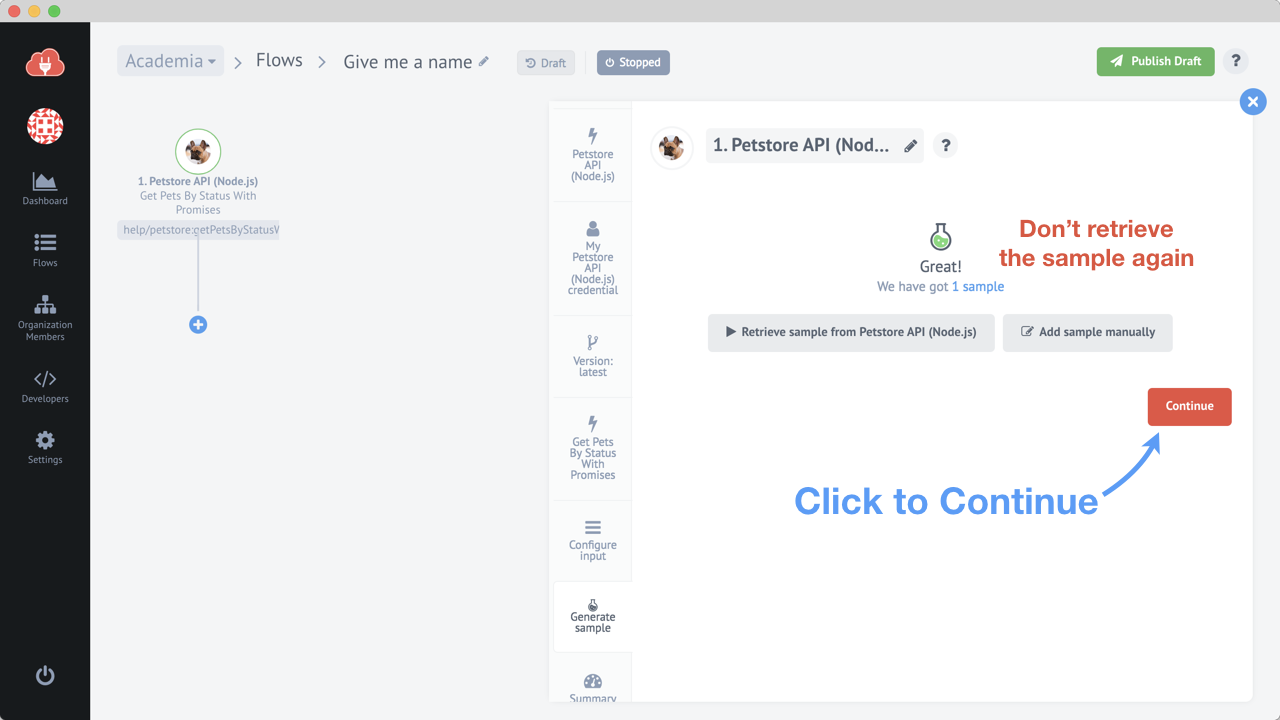 Academia
Flows
Give me a name
Draft
Stopped
Publish Draft
?
Dashboard
Flows
Organization
Members
Developers
Settings
1. Petstore API (Node.js)
Get Pets By Status With
Promises
help/petstore:getPetsByStatusW
Petstore
API
(Node.js)
My
Petstore
API
(Node.js)
credential
Version:
latest
Get Pets
By Status
With
Promises
Configure
input
Generate
sample
Summary
1. Petstore API (Nod...
?
Great!
We have got 1 sample
Don't retrieve
the sample again
Retrieve sample from Petstore API (Node.js)
Add sample manually
Continue
Click to Continue